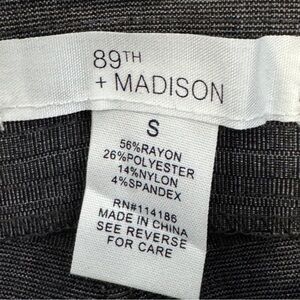 89TH
+ MADISON
S
56%RAYON
26%POLYESTER
14%NYLON
4%SPANDEX
RN#114186
MADE IN CHINA
SEE REVERSE
FOR CARE